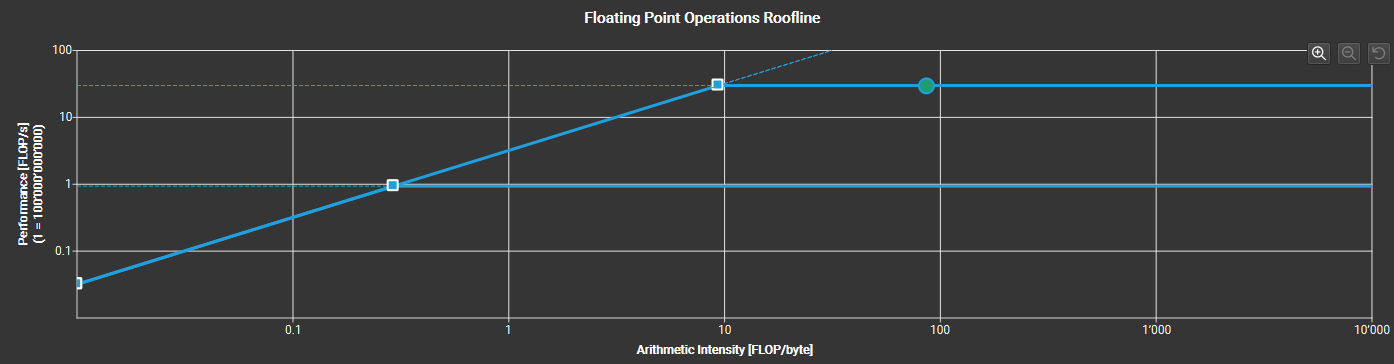 Floating Point Operations Roofline
100
10
1
0.1
Performance [FLOP/s]
(1 = 100'000'000'000)
0.1
1
10
100
1'000
10'000
Arithmetic Intensity [FLOP/byte]